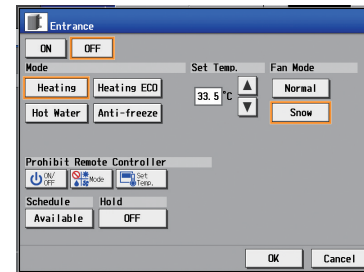 Entrance
ON OFF
Mode Set Temp. Fan Mode
Heating Heating ECO 33.5 °C Normal
Hot Water Anti-freeze Snow
Prohibit Remote Controller
ON/OFF Mode Set Temp.
Schedule Hold
Available OFF
OK Cancel